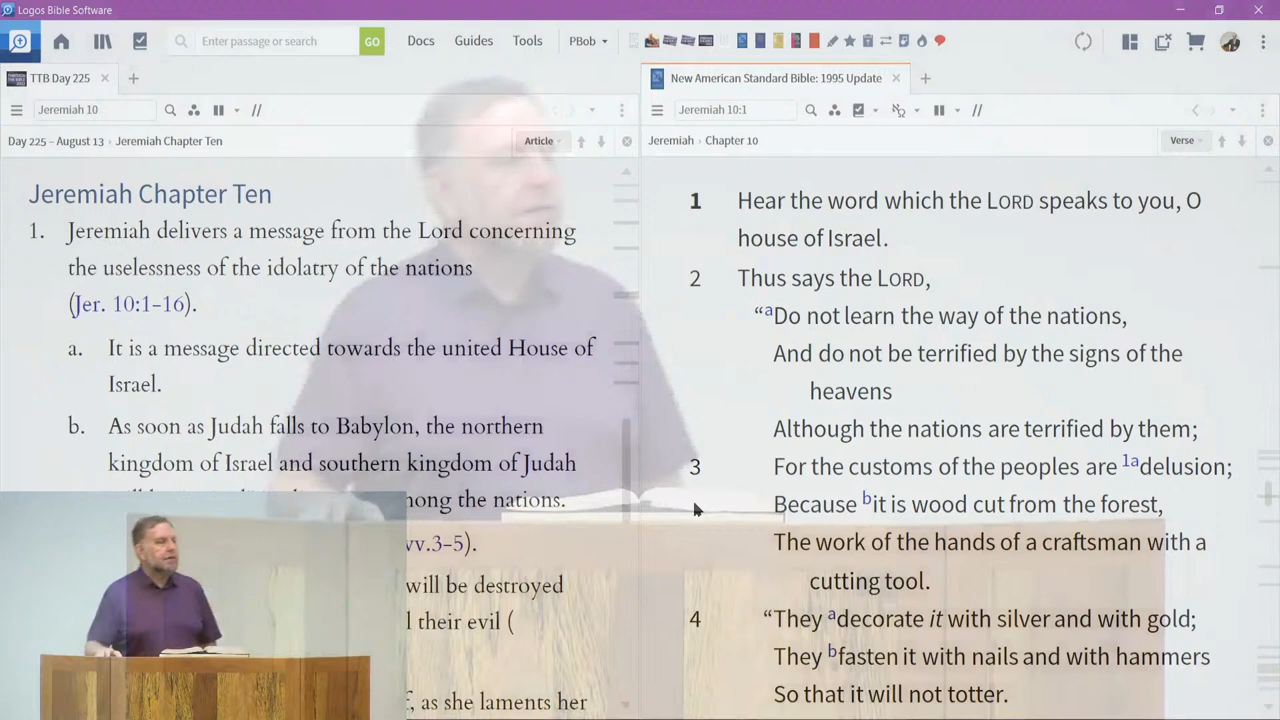 Logos Bible Software
Enter passage or search
GO
Docs
Guides
Tools
PBob
TTB Day 225
Jeremiah 10
Day 225 – August 13 › Jeremiah Chapter Ten
Article
Jeremiah Chapter Ten
1. Jeremiah delivers a message from the Lord concerning
the uselessness of the idolatry of the nations
(Jer. 10:1–16).
a. It is a message directed towards the united House of
Israel.
b. As soon as Judah falls to Babylon, the northern
kingdom of Israel and southern kingdom of Judah
among the nations.
vv.3–5).
will be destroyed
their evil (
, as she laments her
New American Standard Bible: 1995 Update
Jeremiah 10:1
Jeremiah › Chapter 10
Verse
1 Hear the word which the LORD speaks to you, O
house of Israel.
2 Thus says the LORD,
“aDo not learn the way of the nations,
And do not be terrified by the signs of the
heavens
Although the nations are terrified by them;
3 For the customs of the peoples are 1adelusion;
Because bit is wood cut from the forest,
The work of the hands of a craftsman with a
cutting tool.
4 “They adecorate it with silver and with gold;
They bfasten it with nails and with hammers
So that it will not totter.